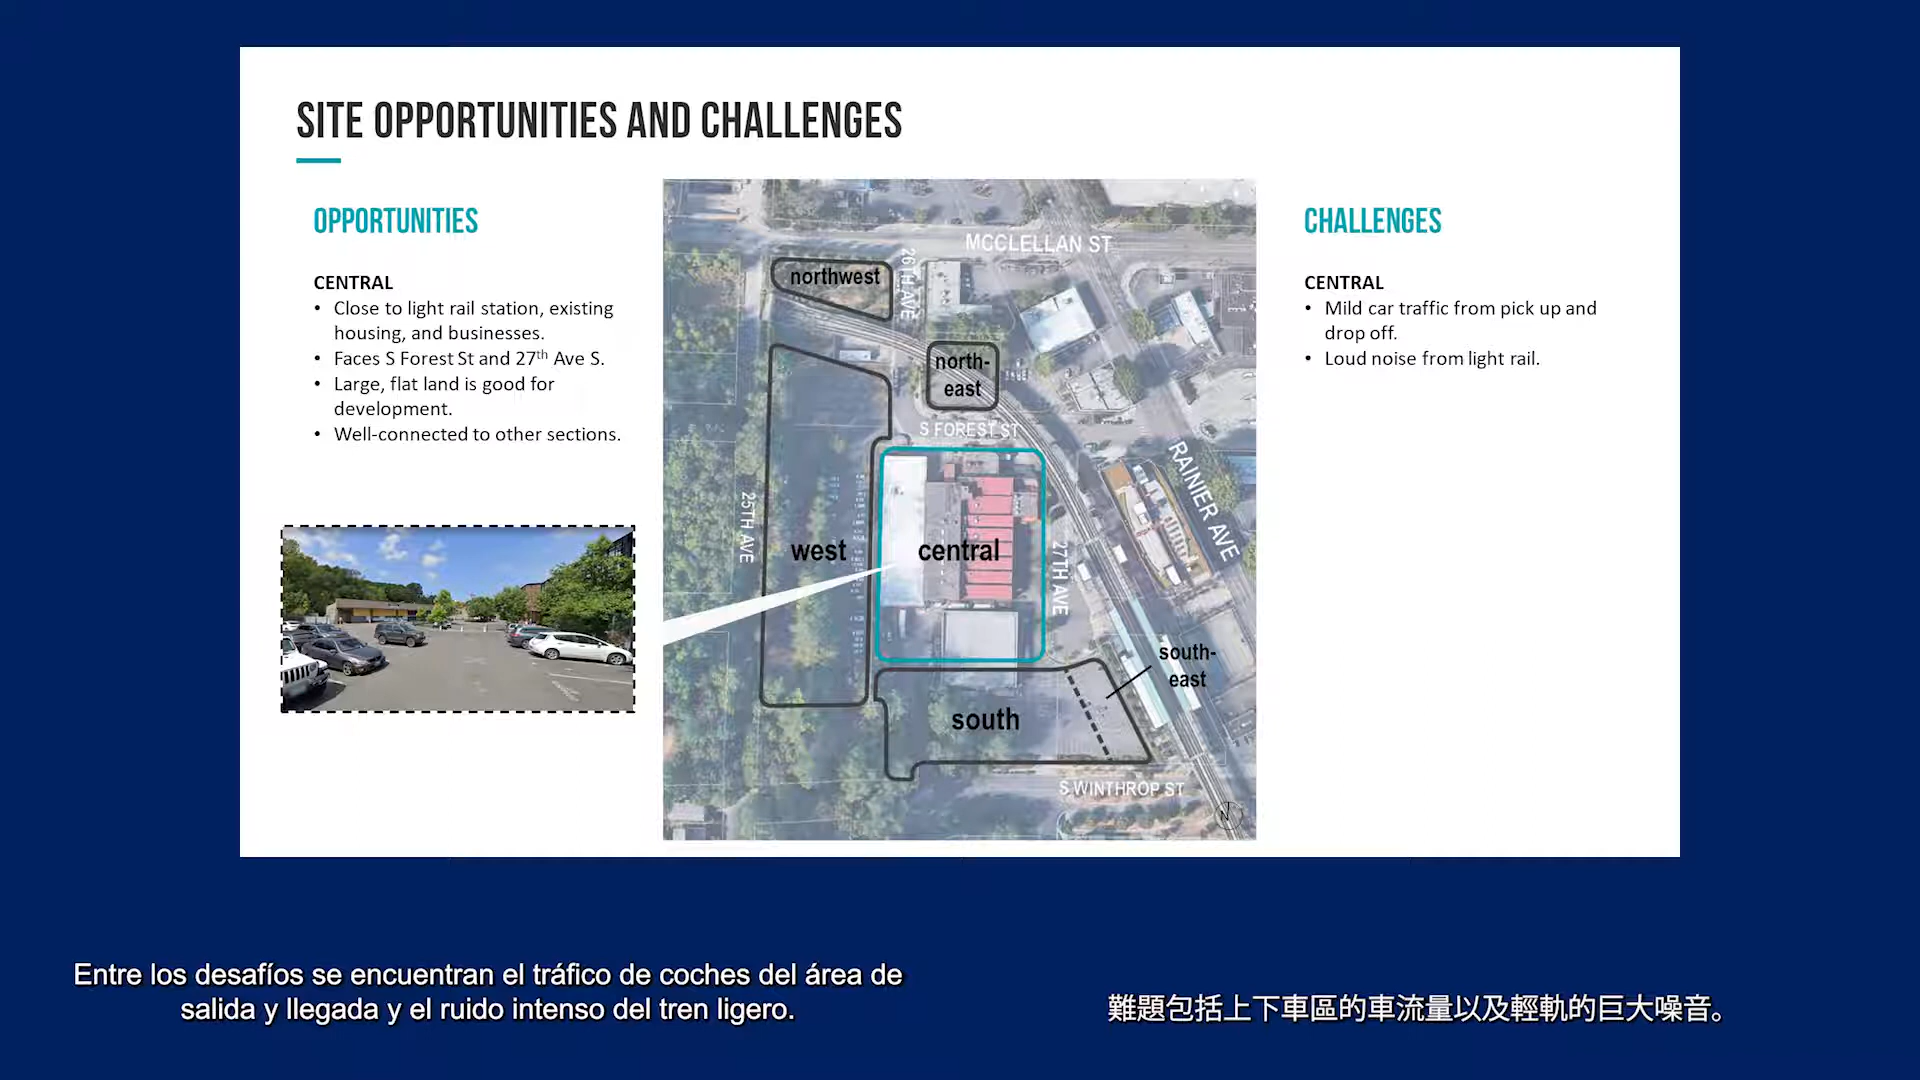 SITE OPPORTUNITIES AND CHALLENGES
OPPORTUNITIES
CENTRAL
• Close to light rail station, existing
housing, and businesses.
• Faces S Forest St and 27th Ave S.
• Large, flat land is good for
development.
• Well-connected to other sections.
MCCLELLAN ST
26TH AVE
northwest
north-
east
S FOREST ST
RAINIER AVE
25TH AVE
west
central
27TH AVE
south-
east
south
S WINTHROP ST
N
CHALLENGES
CENTRAL
• Mild car traffic from pick up and
drop off.
• Loud noise from light rail.
Entre los desafíos se encuentran el tráfico de coches del área de
salida y llegada y el ruido intenso del tren ligero.
難題包括上下車區的車流量以及輕軌的巨大噪音。